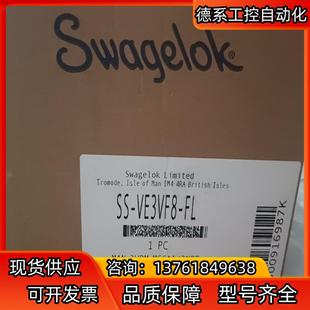 德系工控自动化
Swagelok®
Swagelok Limited
Tromode, Isle of Man IM4 4RA British Isles
SS-VE3VF8-FL
1 PC
000916987K
现货供应
咨询：13761849638
可开发票
品质保障
型号齐全